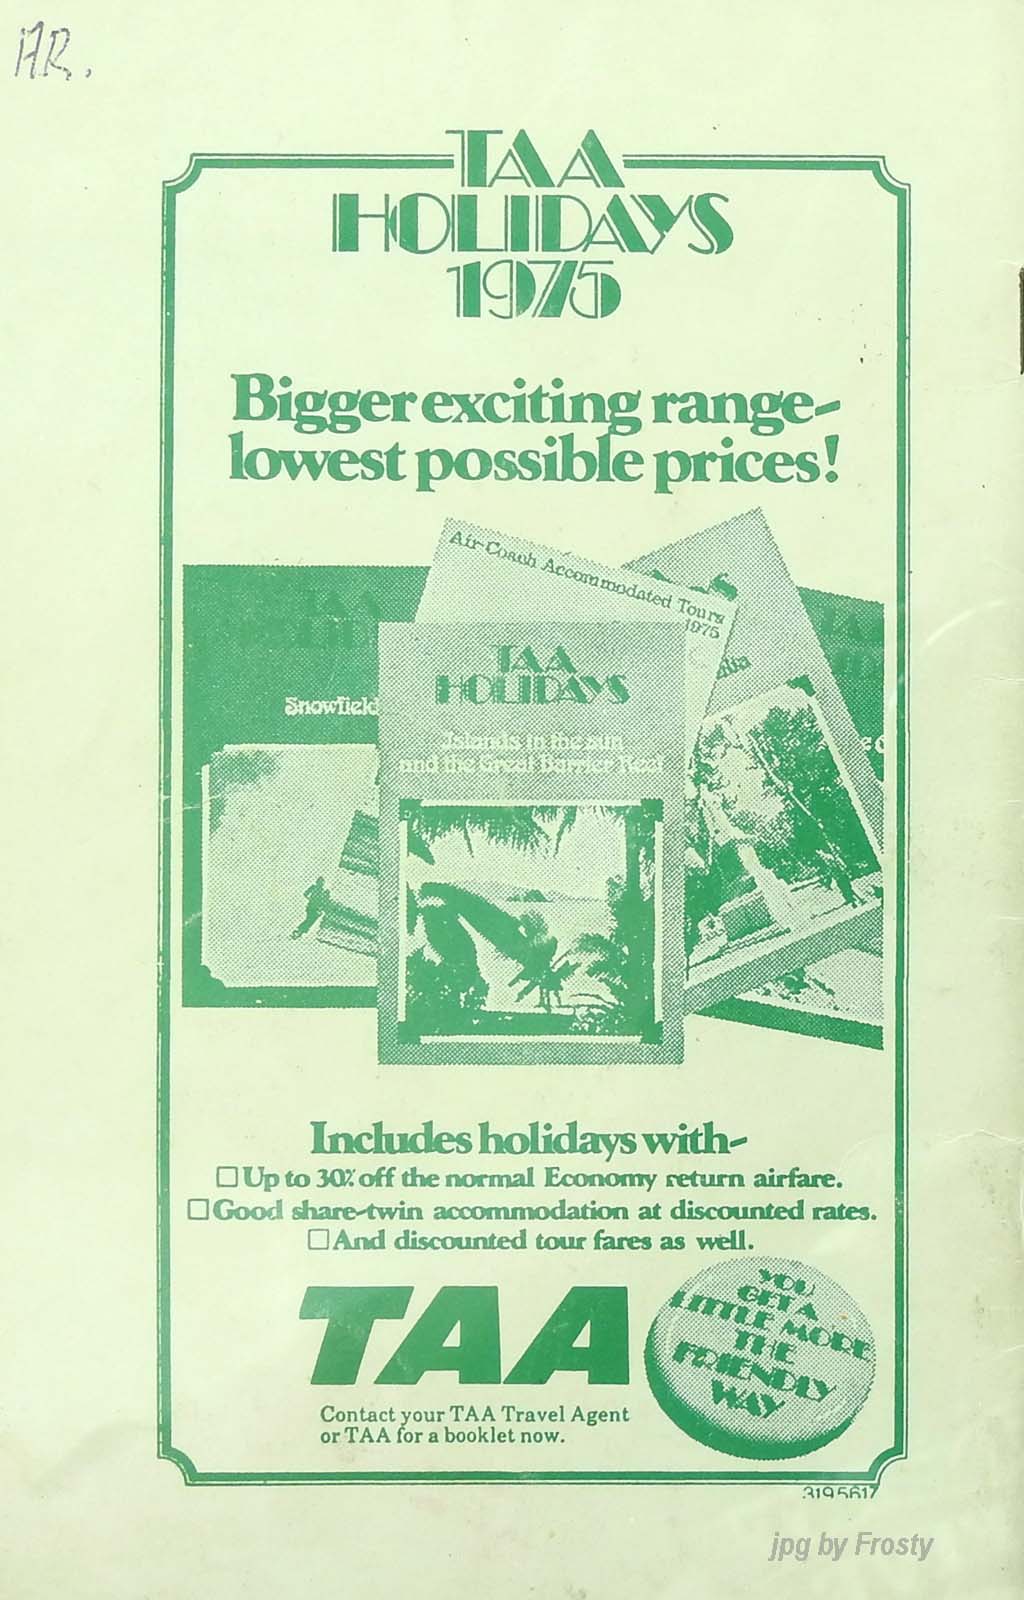 AR.
TAA
HOLIDAYS
1975
Bigger exciting range-
lowest possible prices!
Air-Coach Accommodated Tours
1975
TAA
HOLIDAYS
Snowfield
Islands in the sun
and the Great Barrier Reef
Includes holidays with-
☐ Up to 30% off the normal Economy return airfare.
☐ Good share-twin accommodation at discounted rates.
☐ And discounted tour fares as well.
TAA
YOU
GET A
LITTLE MORE
THE
FRIENDLY
WAY
Contact your TAA Travel Agent
or TAA for a booklet now.
319 5617
jpg by Frosty